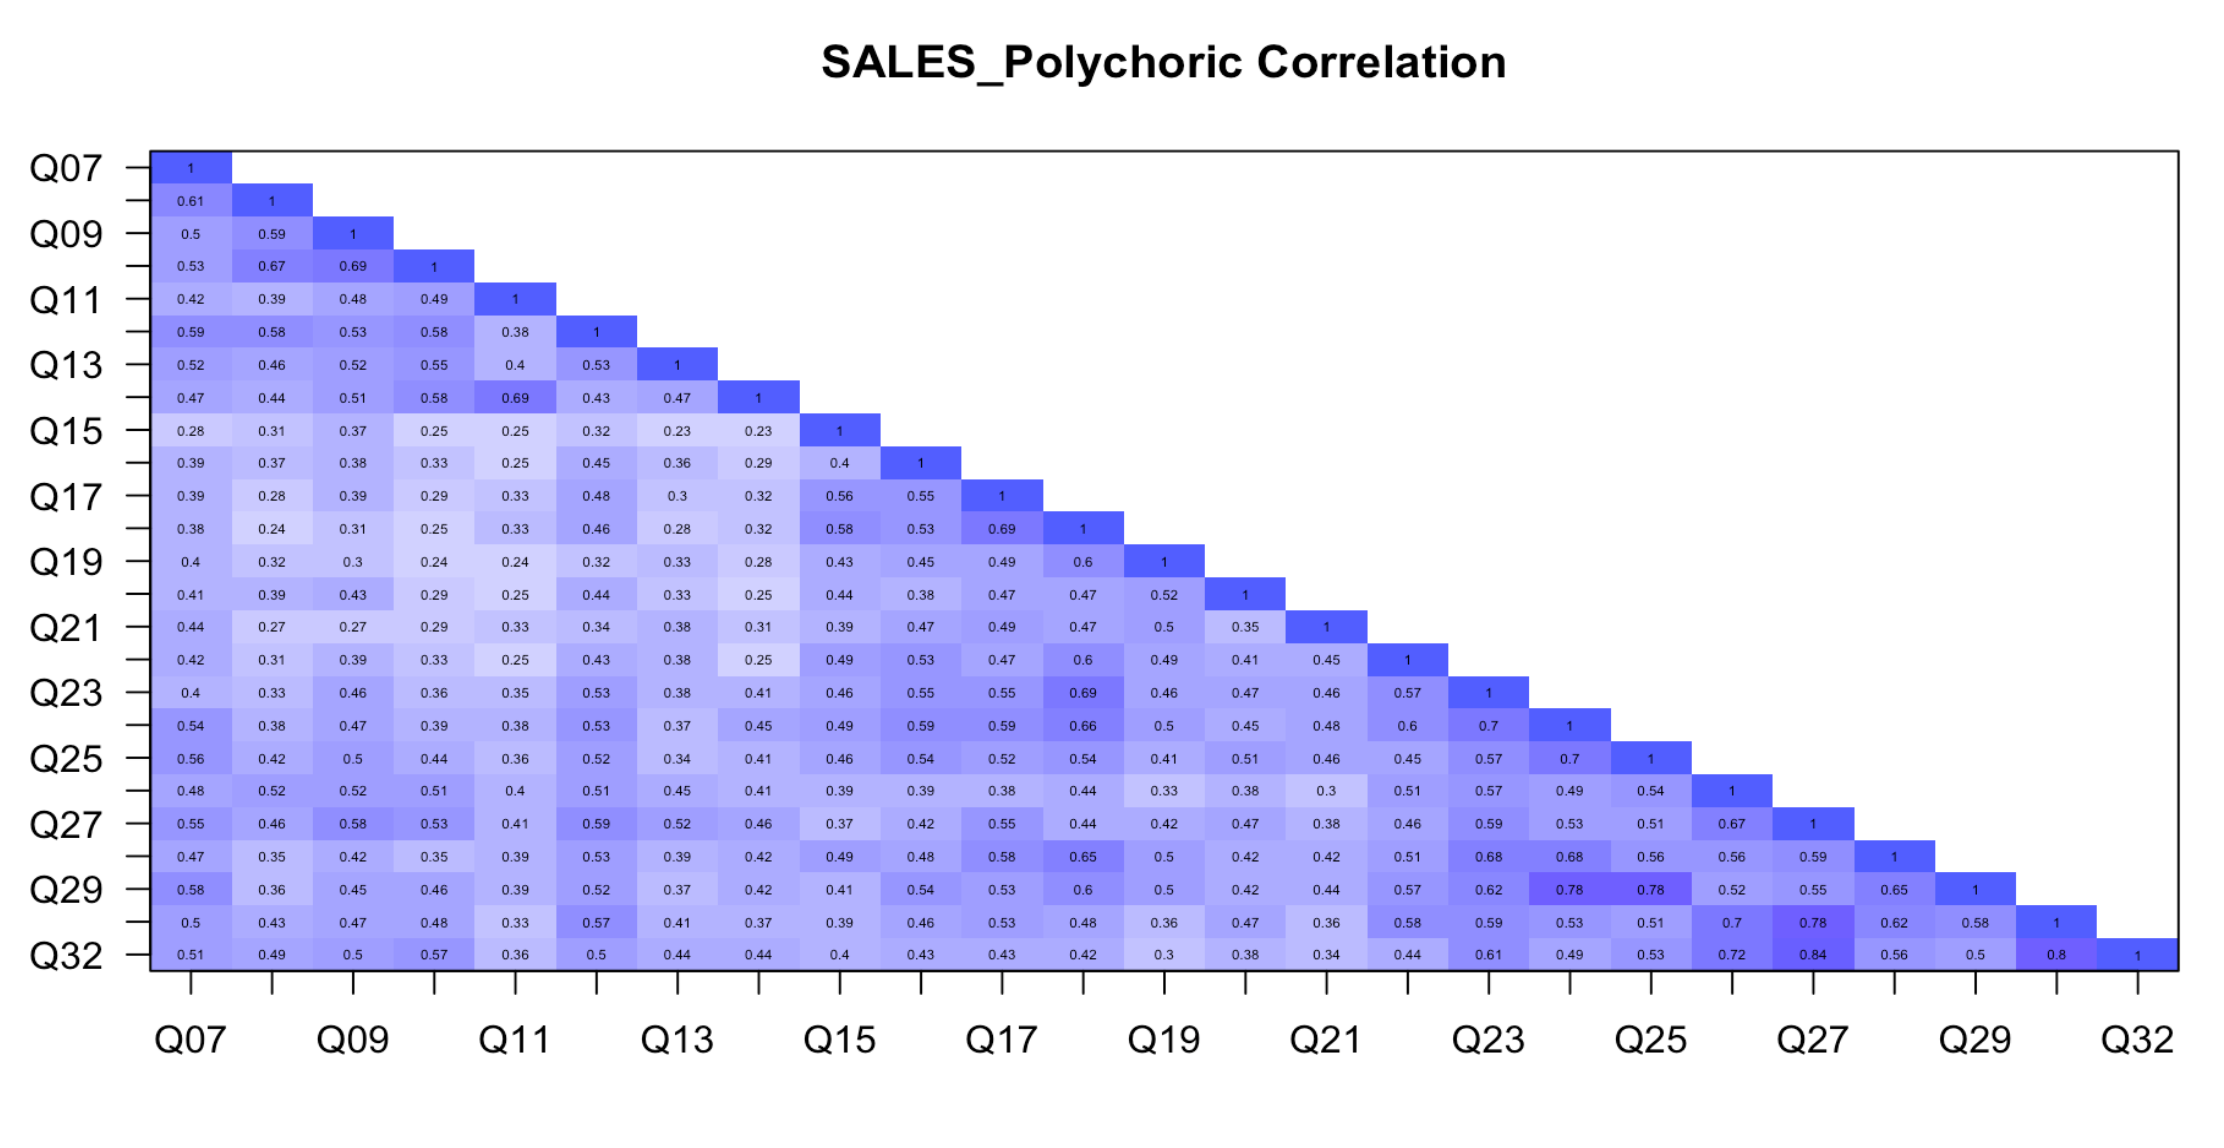 SALES_Polychoric Correlation
Q07 1
0.61 1
Q09 0.5 0.59 1
0.53 0.67 0.69 1
Q11 0.42 0.39 0.48 0.49 1
0.59 0.58 0.53 0.58 0.38 1
Q13 0.52 0.46 0.52 0.55 0.4 0.53 1
0.47 0.44 0.51 0.58 0.69 0.43 0.47 1
Q15 0.28 0.31 0.37 0.25 0.25 0.32 0.23 0.23 1
0.39 0.37 0.38 0.33 0.25 0.45 0.36 0.29 0.4 1
Q17 0.39 0.28 0.39 0.29 0.33 0.48 0.3 0.32 0.56 0.55 1
0.38 0.24 0.31 0.25 0.33 0.46 0.28 0.32 0.58 0.53 0.69 1
Q19 0.4 0.32 0.3 0.24 0.24 0.32 0.33 0.28 0.43 0.45 0.49 0.6 1
0.41 0.39 0.43 0.29 0.25 0.44 0.33 0.25 0.44 0.38 0.47 0.47 0.52 1
Q21 0.44 0.27 0.27 0.29 0.33 0.34 0.38 0.31 0.39 0.47 0.49 0.47 0.5 0.35 1
0.42 0.31 0.39 0.33 0.25 0.43 0.38 0.25 0.49 0.53 0.47 0.6 0.49 0.41 0.45 1
Q23 0.4 0.33 0.46 0.36 0.35 0.53 0.38 0.41 0.46 0.55 0.55 0.69 0.46 0.47 0.46 0.57 1
0.54 0.38 0.47 0.39 0.38 0.53 0.37 0.45 0.49 0.59 0.59 0.66 0.5 0.45 0.48 0.6 0.7 1
Q25 0.56 0.42 0.5 0.44 0.36 0.52 0.34 0.41 0.46 0.54 0.52 0.54 0.41 0.51 0.46 0.45 0.57 0.7 1
0.48 0.52 0.52 0.51 0.4 0.51 0.45 0.41 0.39 0.39 0.38 0.44 0.33 0.38 0.3 0.51 0.57 0.49 0.54 1
Q27 0.55 0.46 0.58 0.53 0.41 0.59 0.52 0.46 0.37 0.42 0.55 0.44 0.42 0.47 0.38 0.46 0.59 0.53 0.51 0.67 1
0.47 0.35 0.42 0.35 0.39 0.53 0.39 0.42 0.49 0.48 0.58 0.65 0.5 0.42 0.42 0.51 0.68 0.68 0.56 0.56 0.59 1
Q29 0.58 0.36 0.45 0.46 0.39 0.52 0.37 0.42 0.41 0.54 0.53 0.6 0.5 0.42 0.44 0.57 0.62 0.78 0.78 0.52 0.55 0.65 1
0.5 0.43 0.47 0.48 0.33 0.57 0.41 0.37 0.39 0.46 0.53 0.48 0.36 0.47 0.36 0.58 0.59 0.53 0.51 0.7 0.78 0.62 0.58 1
Q32 0.51 0.49 0.5 0.57 0.36 0.5 0.44 0.44 0.4 0.43 0.43 0.42 0.3 0.38 0.34 0.44 0.61 0.49 0.53 0.72 0.84 0.56 0.5 0.8 1
Q07 Q09 Q11 Q13 Q15 Q17 Q19 Q21 Q23 Q25 Q27 Q29 Q32